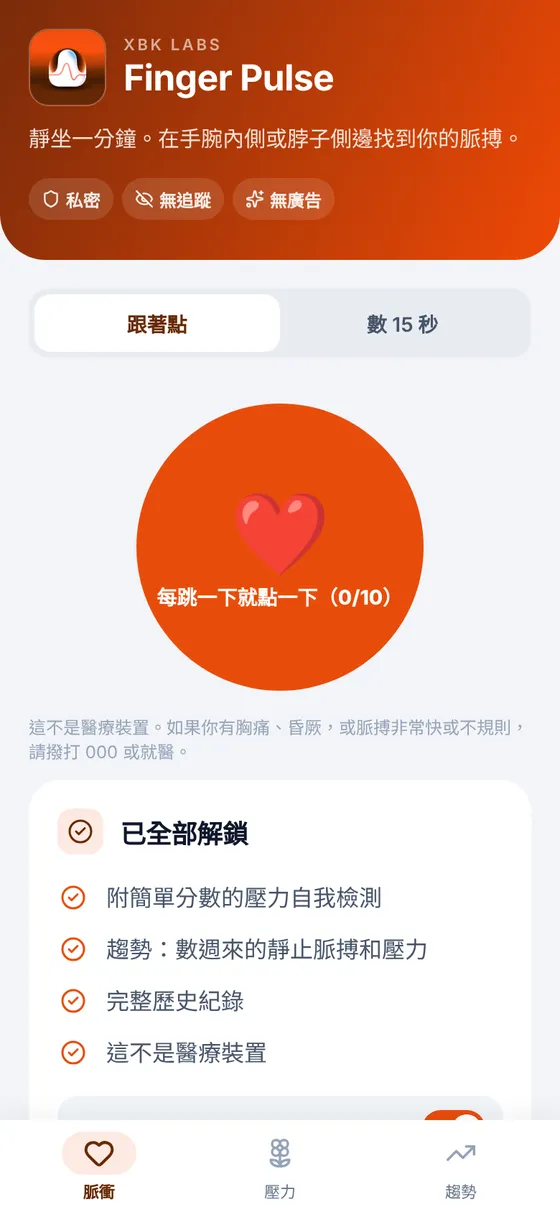 XBK LABS
Finger Pulse
靜坐一分鐘。在手腕內側或脖子側邊找到你的脈搏。
私密
無追蹤
無廣告
跟著點
數 15 秒
每跳一下就點一下（0/10）
這不是醫療裝置。如果你有胸痛、昏厥，或脈搏非常快或不規則，
請撥打 000 或就醫。
已全部解鎖
附簡單分數的壓力自我檢測
趨勢：數週來的靜止脈搏和壓力
完整歷史紀錄
這不是醫療裝置
脈衝
壓力
趨勢